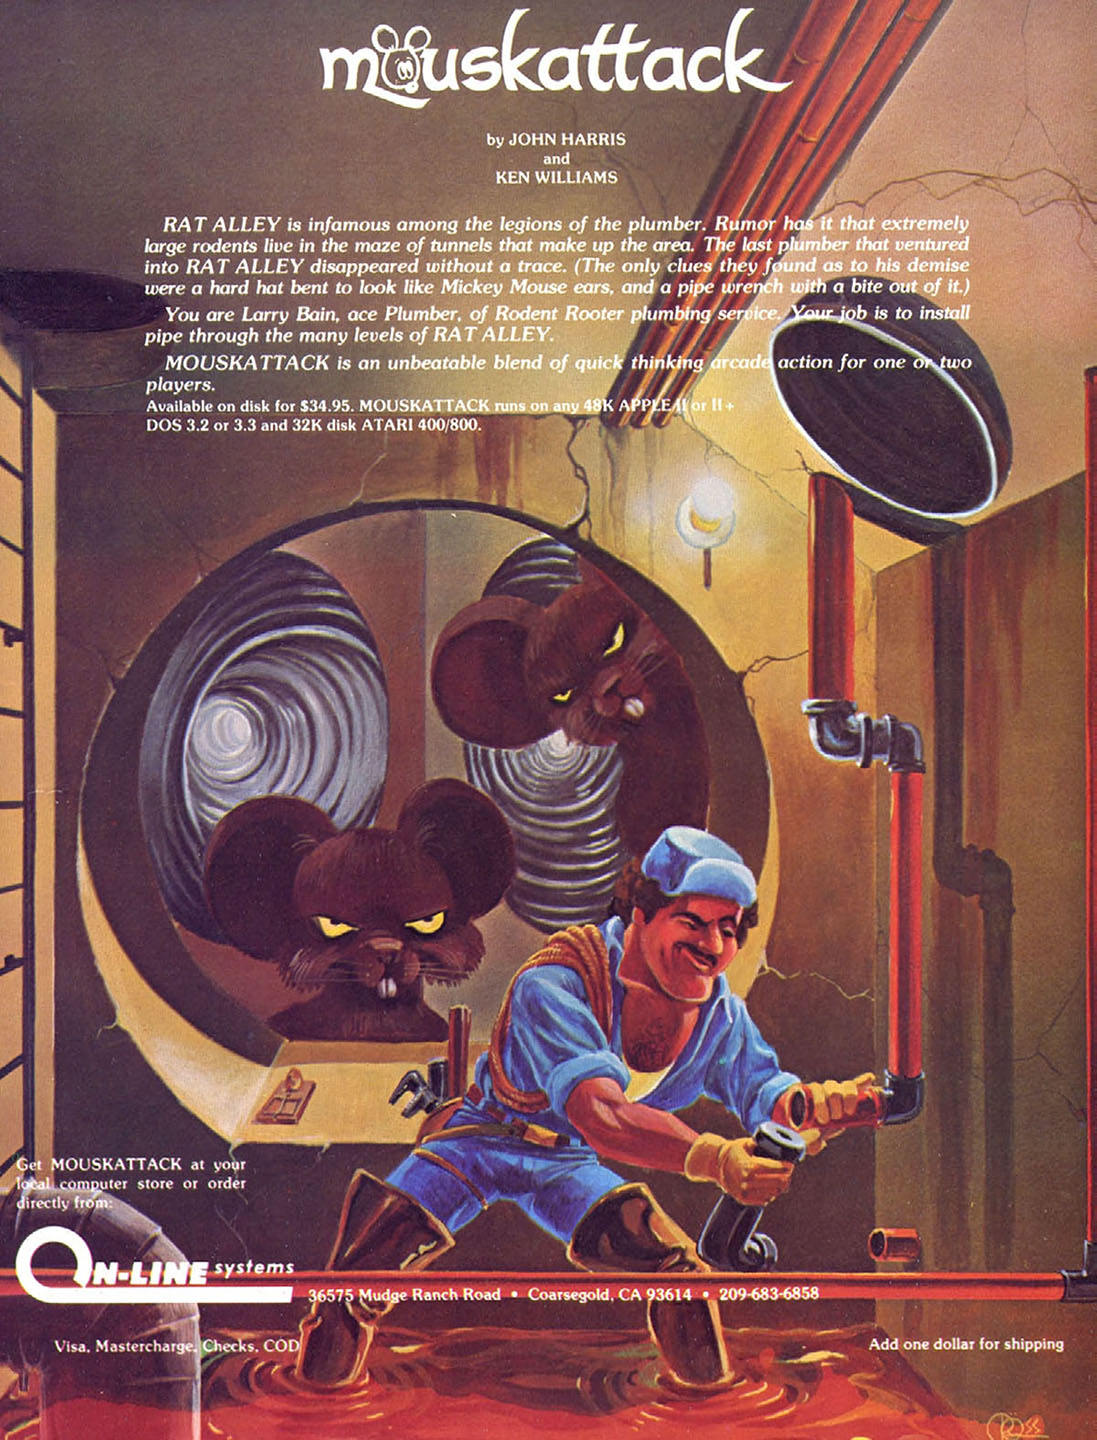 mouskattack
by JOHN HARRIS
and
KEN WILLIAMS
RAT ALLEY is infamous among the legions of the plumber. Rumor has it that extremely
large rodents live in the maze of tunnels that make up the area. The last plumber that ventured
into RAT ALLEY disappeared without a trace. (The only clues they found as to his demise
were a hard hat bent to look like Mickey Mouse ears, and a pipe wrench with a bite out of it.)
You are Larry Bain, ace Plumber, of Rodent Rooter plumbing service. Your job is to install
pipe through the many levels of RAT ALLEY.
MOUSKATTACK is an unbeatable blend of quick thinking arcade action for one or two
players.
Available on disk for $34.95. MOUSKATTACK runs on any 48K APPLE II or II+
DOS 3.2 or 3.3 and 32K disk ATARI 400/800.
Get MOUSKATTACK at your
local computer store or order
directly from:
ON-LINE systems
36575 Mudge Ranch Road • Coarsegold, CA 93614 • 209-683-6858
Visa, Mastercharge, Checks, COD
Add one dollar for shipping